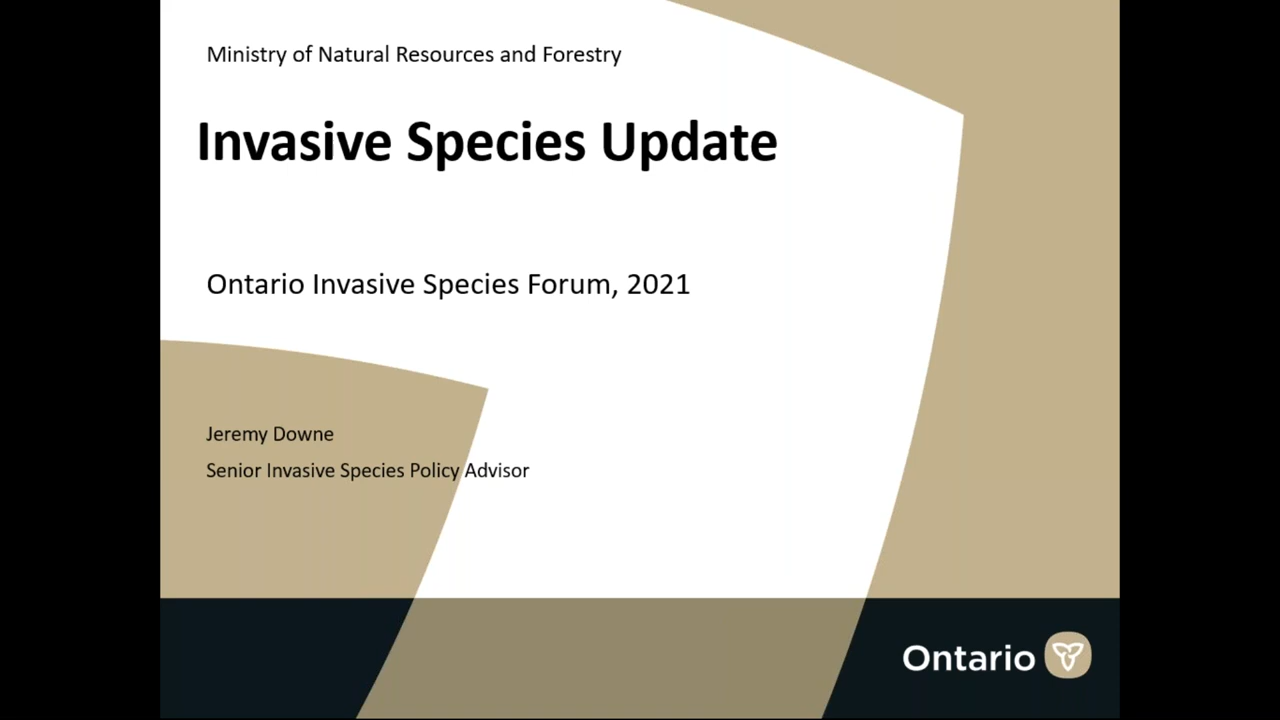 Ministry of Natural Resources and Forestry
Invasive Species Update
Ontario Invasive Species Forum, 2021
Jeremy Downe
Senior Invasive Species Policy Advisor
Ontario